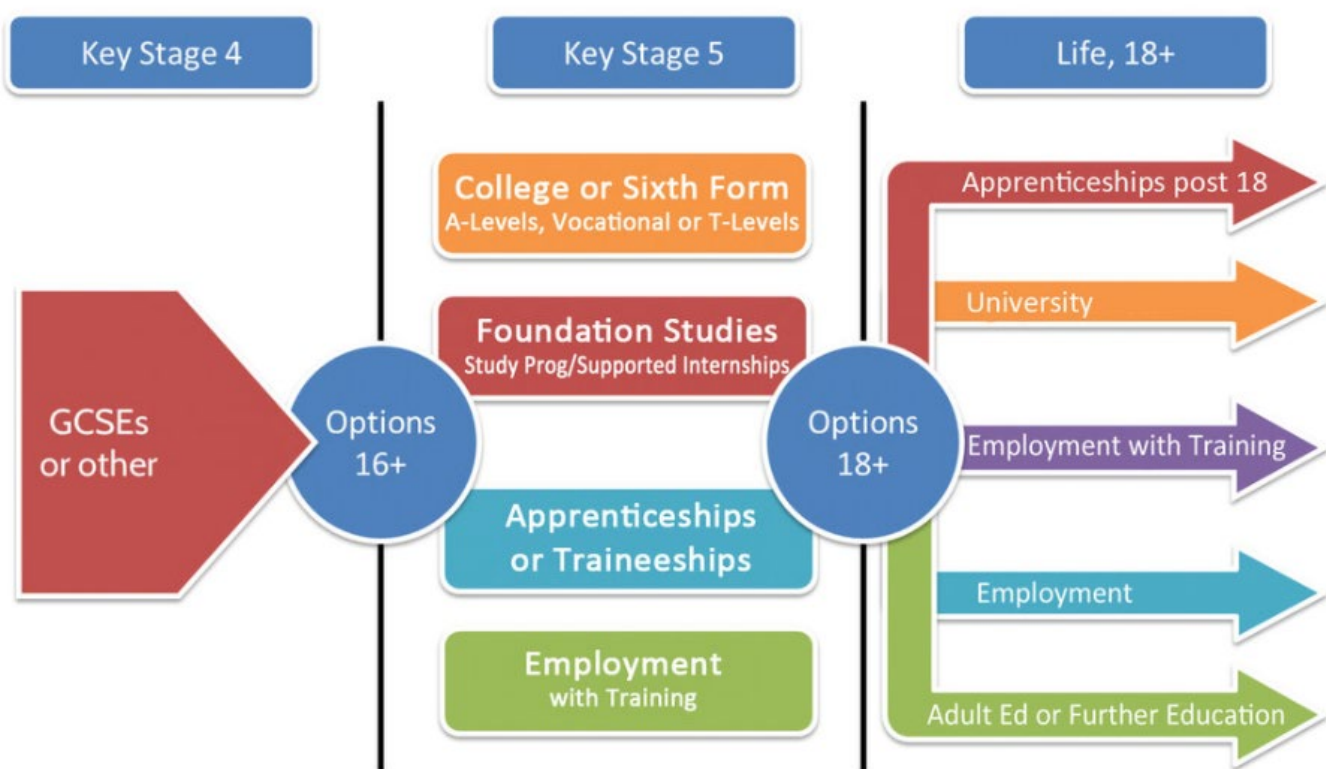 Key Stage 4
Key Stage 5
Life, 18+
GCSEs
or other
Options
16+
College or Sixth Form
A-Levels, Vocational or T-Levels
Foundation Studies
Study Prog/Supported Internships
Apprenticeships
or Traineeships
Employment
with Training
Options
18+
Apprenticeships post 18
University
Employment with Training
Employment
Adult Ed or Further Education